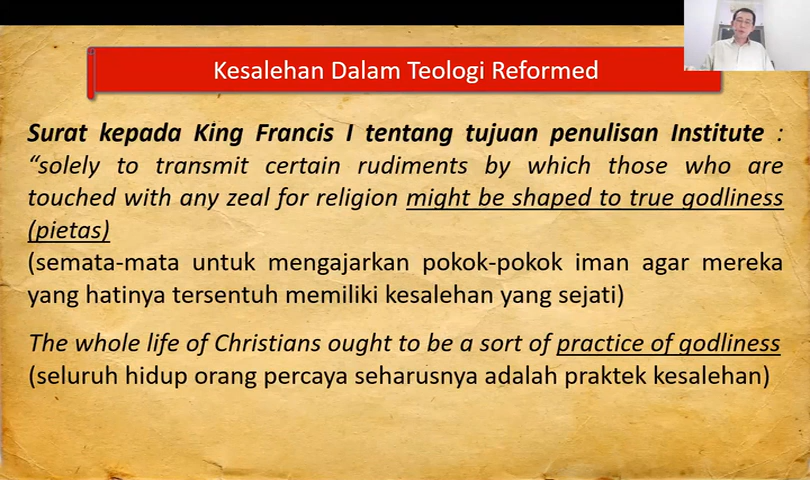 Kesalehan Dalam Teologi Reformed
Surat kepada King Francis I tentang tujuan penulisan Institute :
“solely to transmit certain rudiments by which those who are
touched with any zeal for religion might be shaped to true godliness
(pietas)
(semata-mata untuk mengajarkan pokok-pokok iman agar mereka
yang hatinya tersentuh memiliki kesalehan yang sejati)
The whole life of Christians ought to be a sort of practice of godliness
(seluruh hidup orang percaya seharusnya adalah praktek kesalehan)